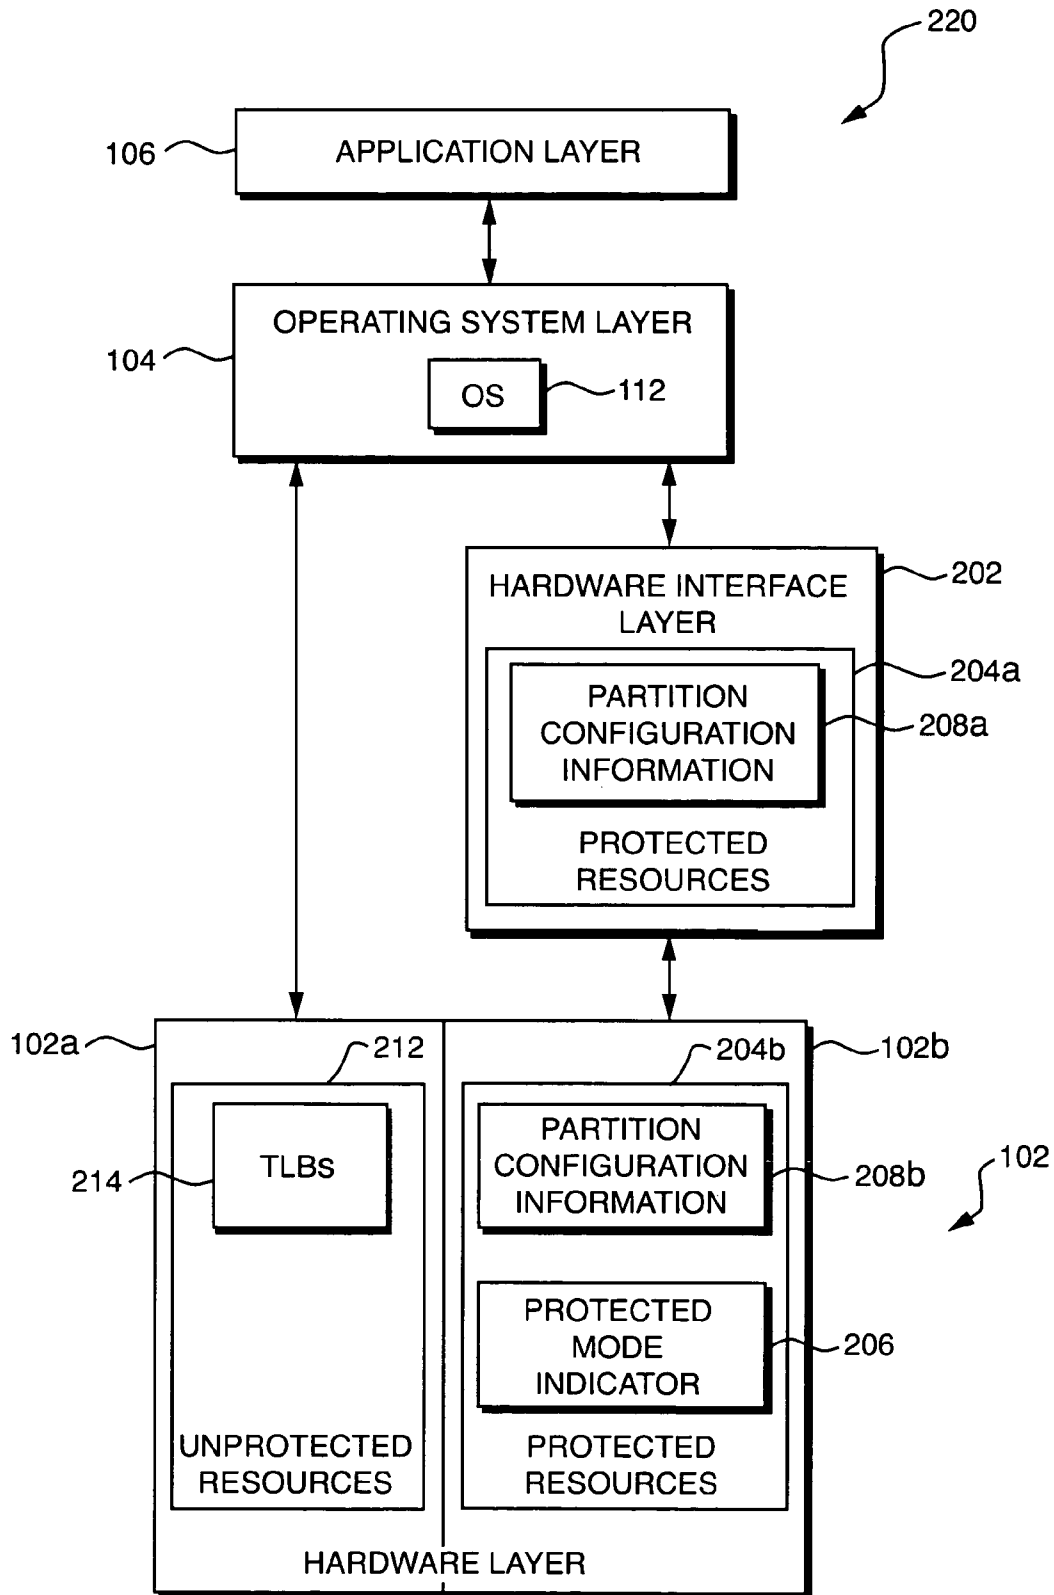 220
106
APPLICATION LAYER
OPERATING SYSTEM LAYER
104
OS
112
HARDWARE INTERFACE
LAYER
202
204a
PARTITION
CONFIGURATION
INFORMATION
208a
PROTECTED
RESOURCES
102a
212
204b
102b
TLBs
214
PARTITION
CONFIGURATION
INFORMATION
208b
102
PROTECTED
MODE
INDICATOR
206
UNPROTECTED
RESOURCES
PROTECTED
RESOURCES
HARDWARE LAYER